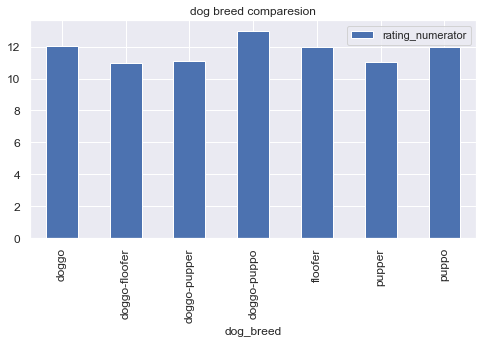 dog breed comparesion
rating_numerator
12
10
8
6
4
2
0
doggo
doggo-floofer
doggo-pupper
doggo-puppo
floofer
pupper
puppo
dog_breed